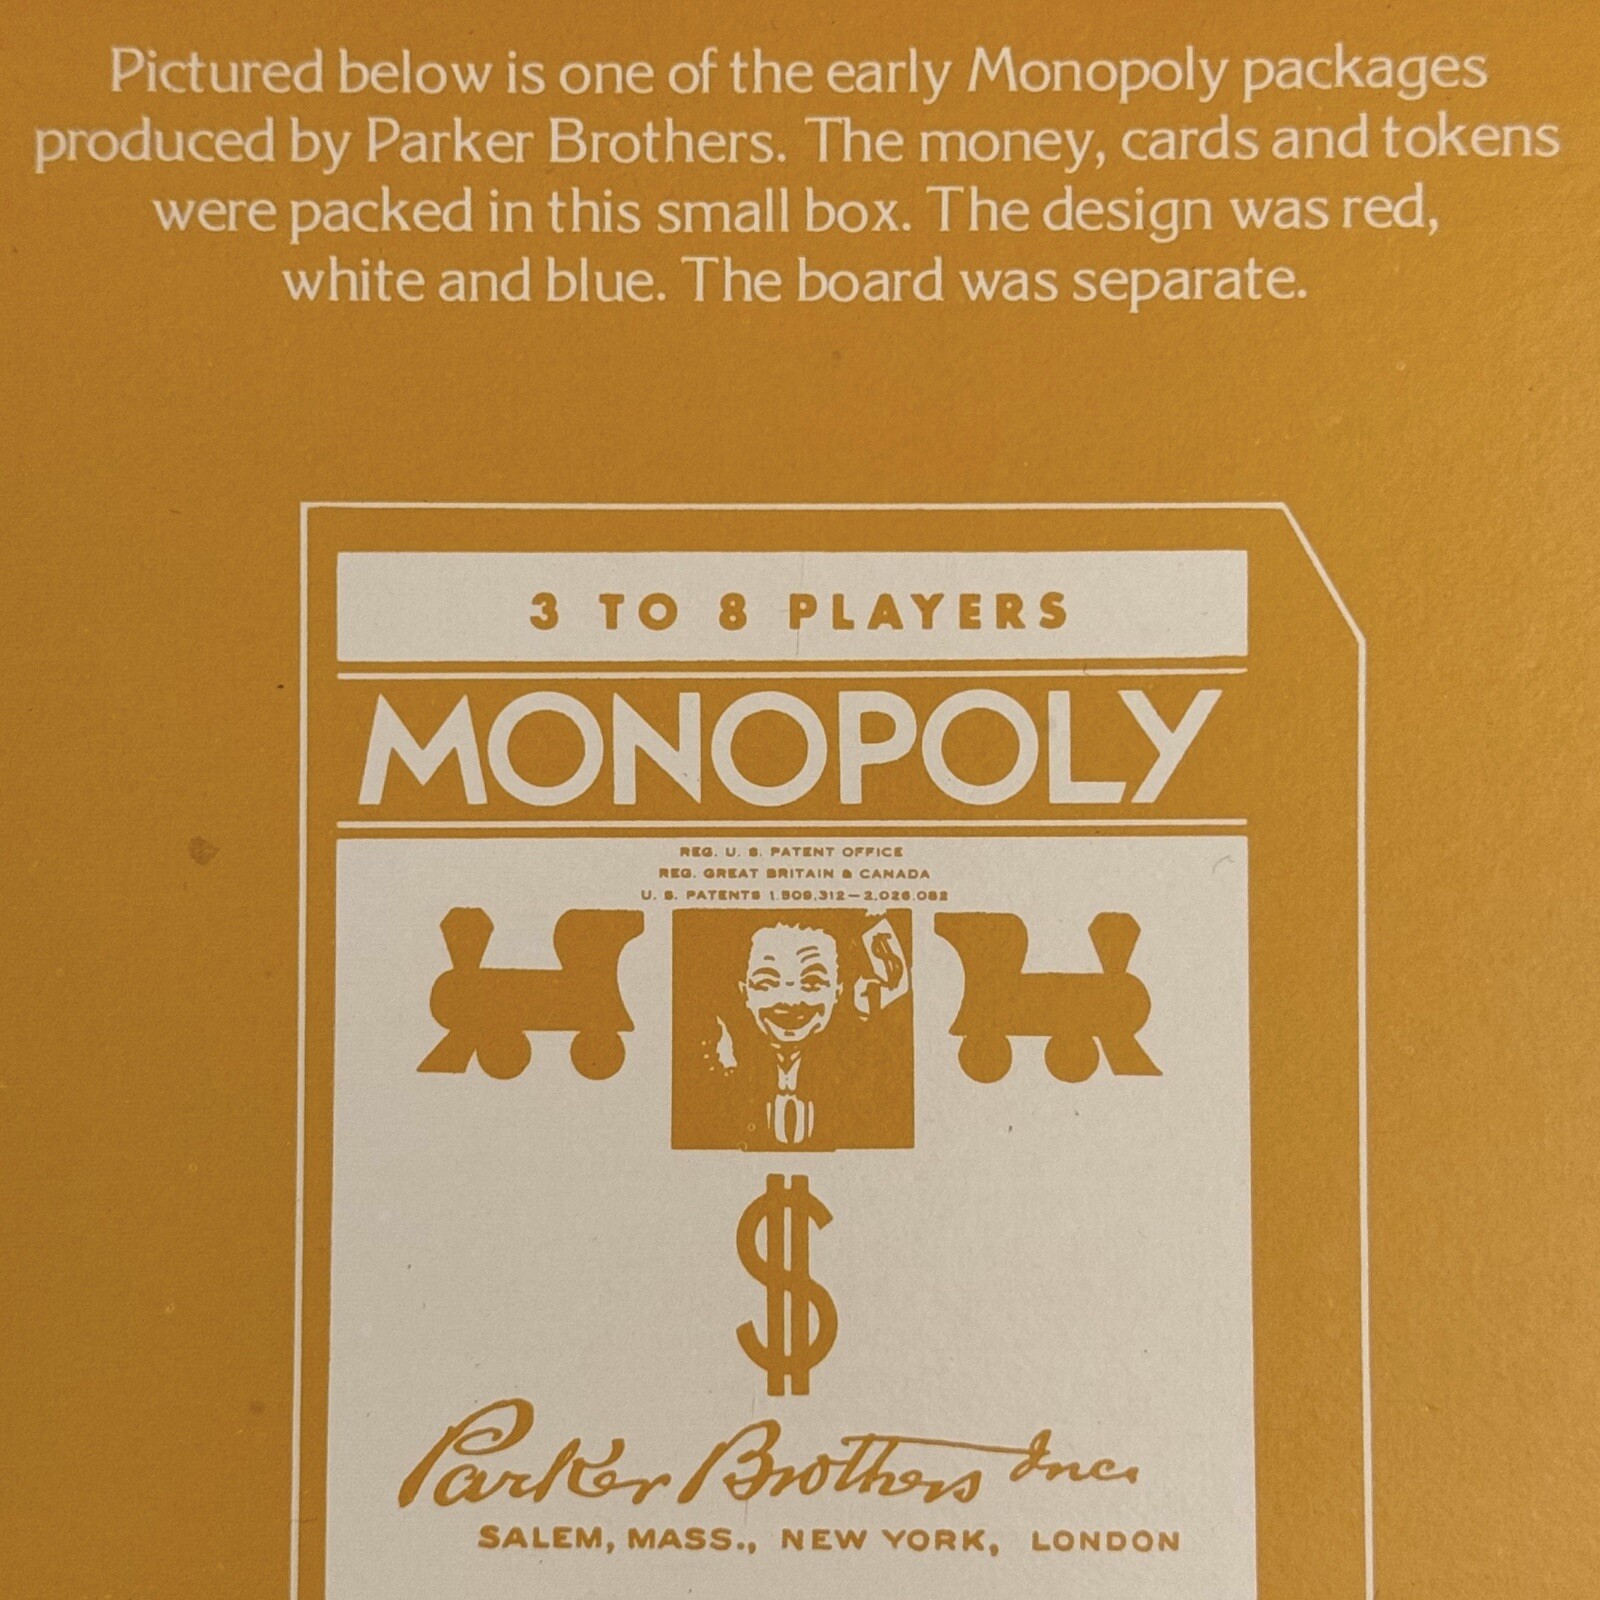 Pictured below is one of the early Monopoly packages
produced by Parker Brothers. The money, cards and tokens
were packed in this small box. The design was red,
white and blue. The board was separate.
3 TO 8 PLAYERS
MONOPOLY
REG. U. S. PATENT OFFICE
REG. GREAT BRITAIN & CANADA
U. S. PATENTS 1,509,312—2,026,082
$
$
Parker Brothers Inc.
SALEM, MASS., NEW YORK, LONDON